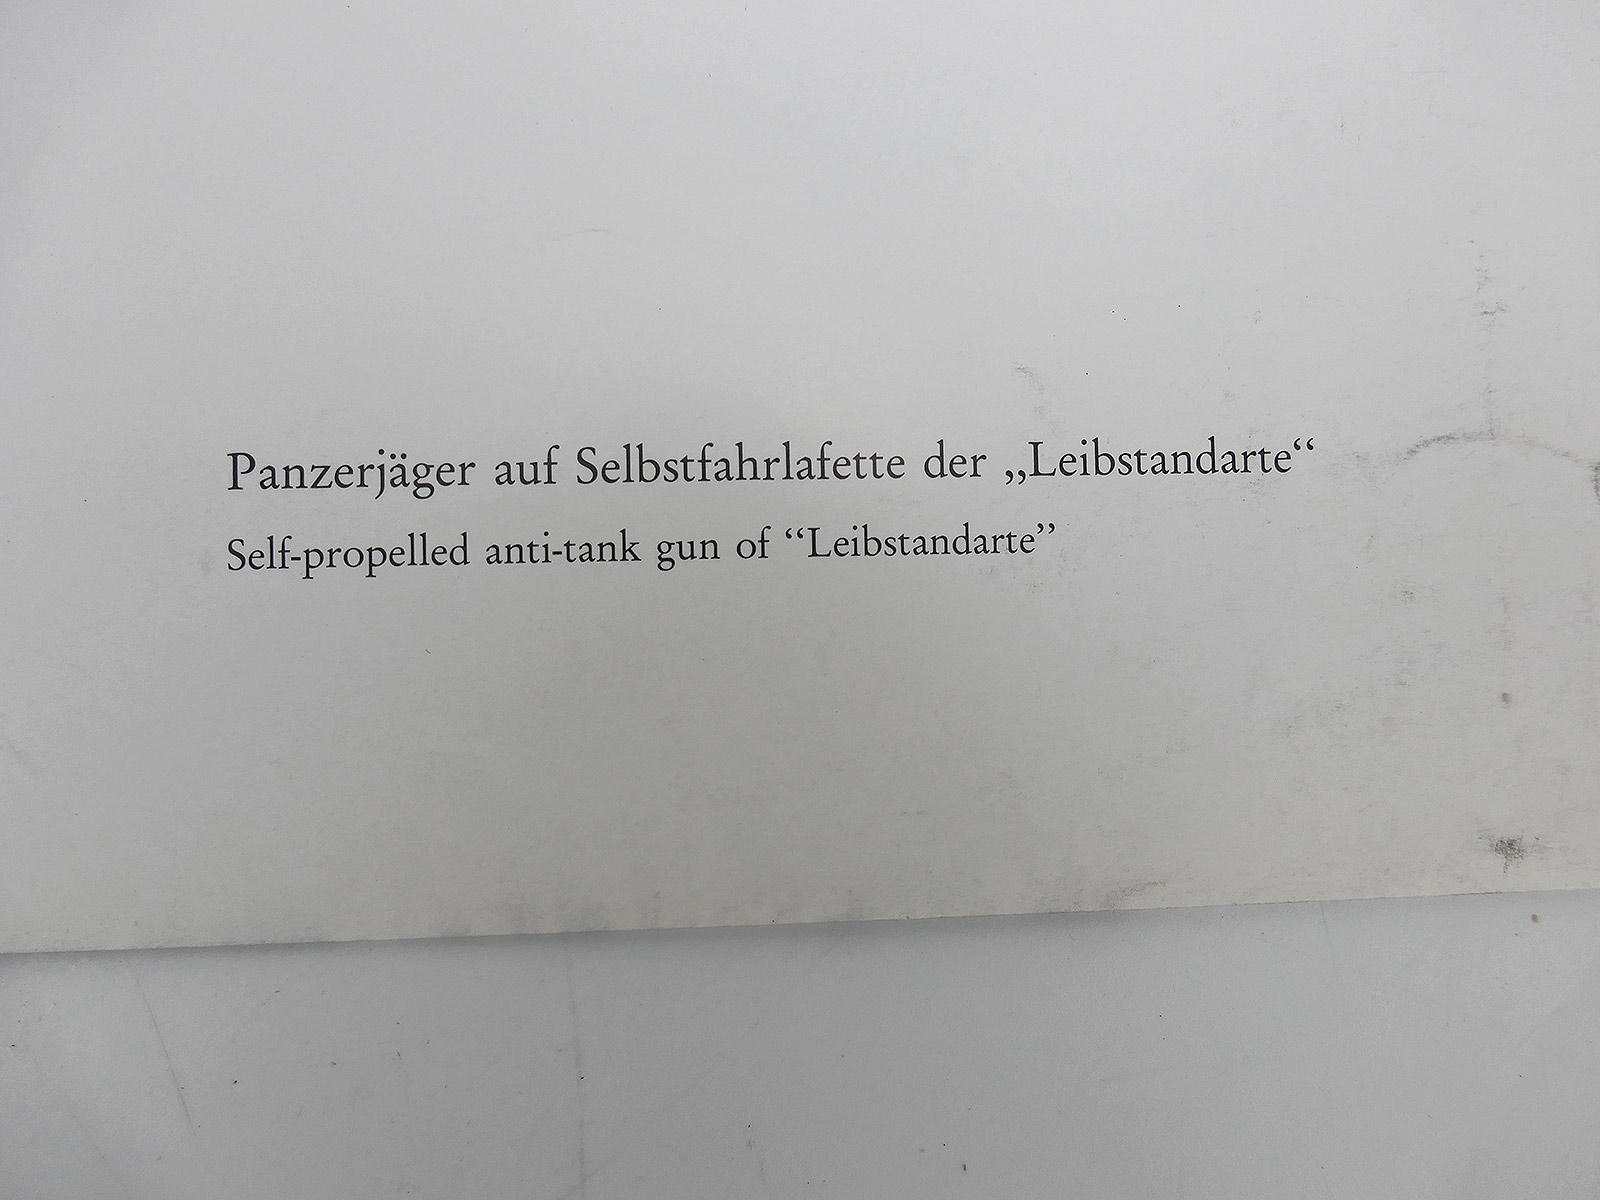 Panzerjäger auf Selbstfahrlafette der „Leibstandarte“
Self-propelled anti-tank gun of “Leibstandarte”